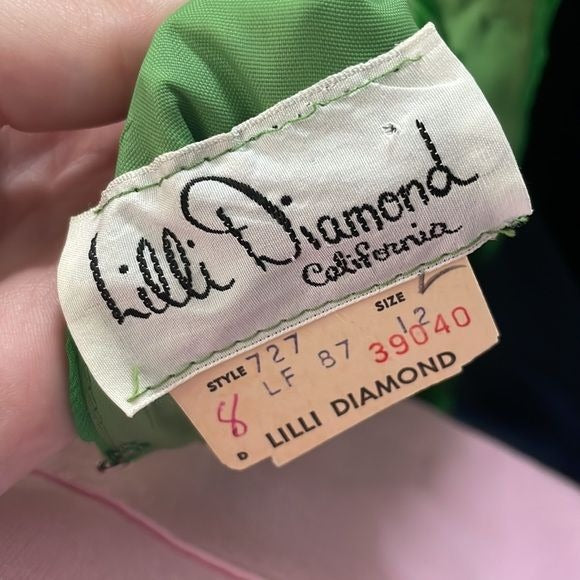 Lilli Diamond
California
SIZE
STYLE 727 12
LF 87 39040
8
D LILLI DIAMOND